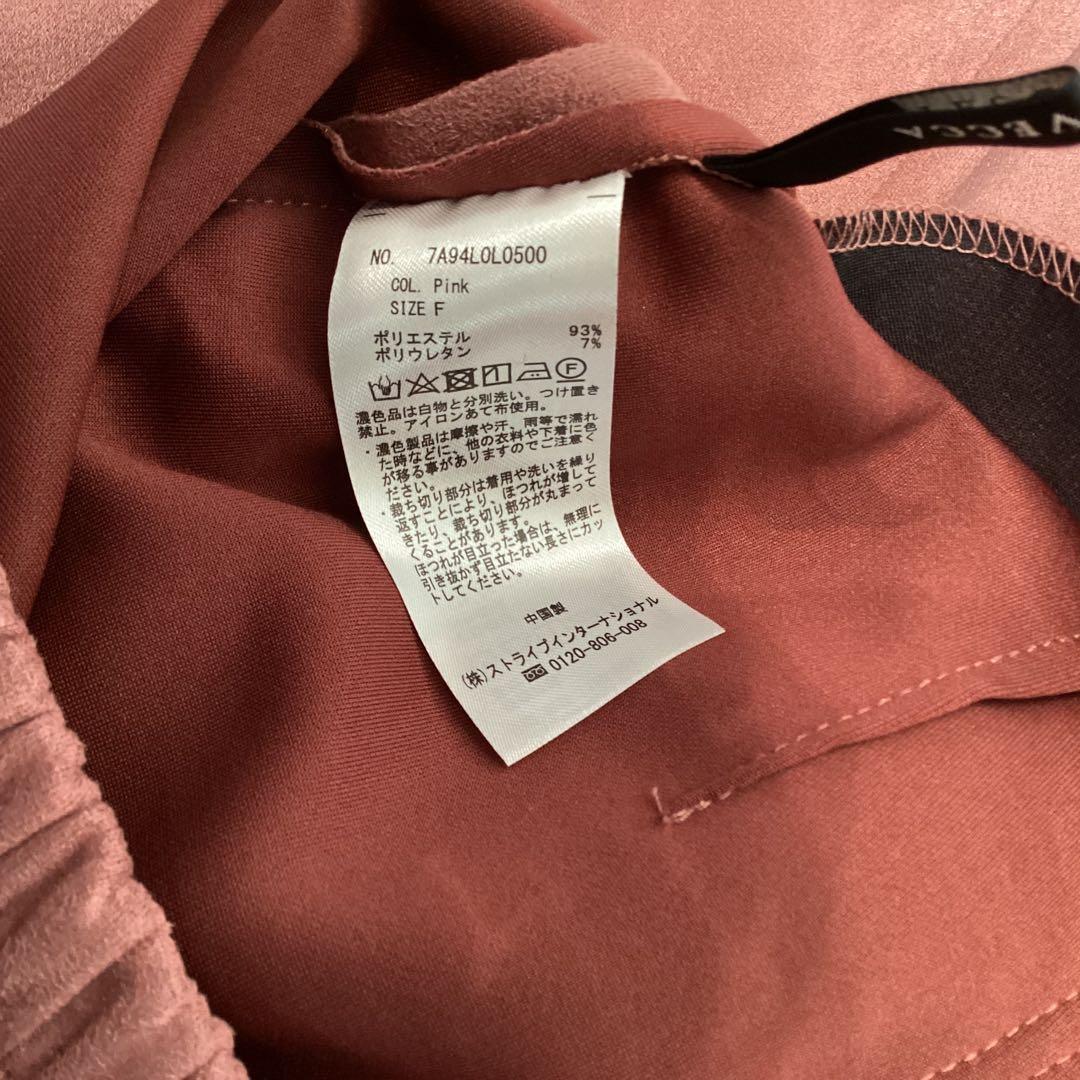 VECCA
NO. 7A94L0L0500
COL. Pink
SIZE F
ポリエステル 93%
ポリウレタン 7%
F
濃色品は白物と分別洗い。つけ置き
禁止。アイロンあて布使用。
・濃色製品は摩擦や汗、雨等で濡れ
た時などに、他の衣料や下着に色
が移る事がありますのでご注意く
ださい。
・裁ち切り部分は着用や洗いを繰り
返すことにより、ほつれが増して
きたり、裁ち切り部分が丸まって
くることがあります。
ほつれが目立った場合は、無理に
引き抜かず目立たない長さにカッ
トしてください。
中国製
(株)ストライプインターナショナル
0120-806-008